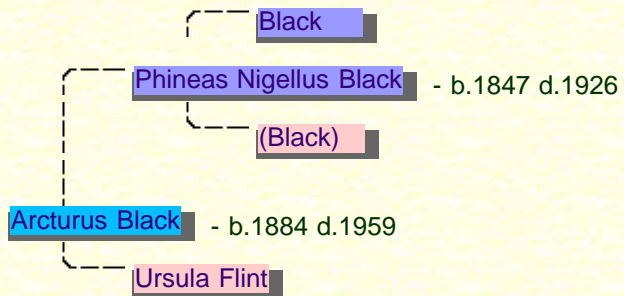 Black
Phineas Nigellus Black - b.1847 d.1926
(Black)
Arcturus Black - b.1884 d.1959
Ursula Flint